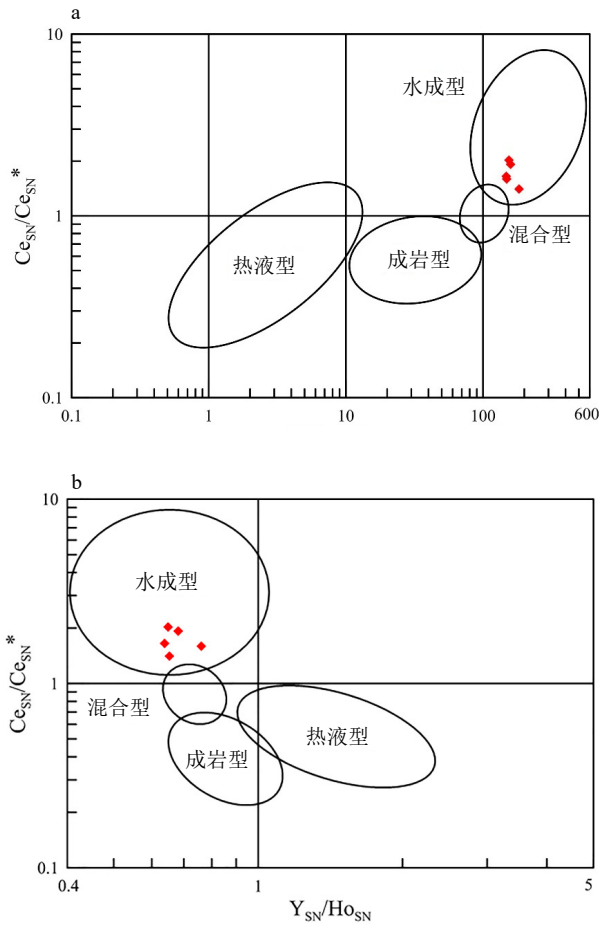 a
10
水成型
Ce_SN/Ce_SN*
1
混合型
热液型
成岩型
0.1
0.1
1
10
100
600
b
10
水成型
Ce_SN/Ce_SN*
1
混合型
热液型
成岩型
0.1
0.4
1
5
Y_SN/Ho_SN